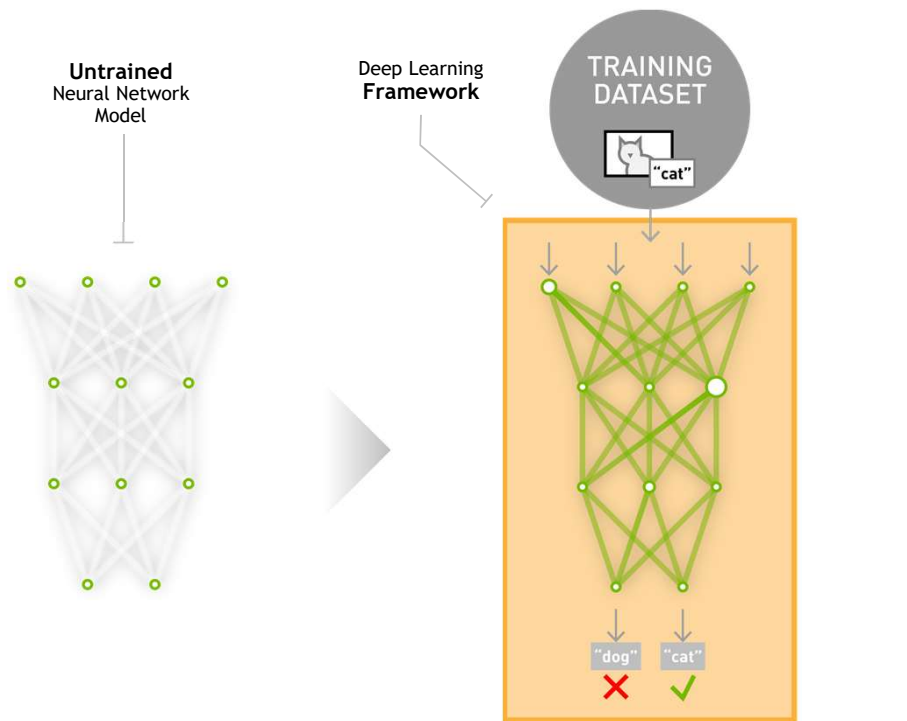 Untrained
Neural Network
Model
Deep Learning
Framework
TRAINING
DATASET
“cat”
“dog”
“cat”